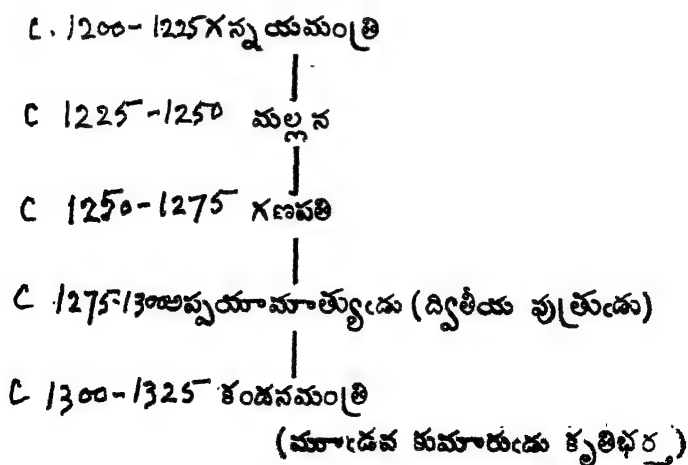 C. 1200-1225 గన్నయమంత్రి
C 1225-1250 మల్లన
C 1250-1275 గణపతి
C 1275-1300 అప్పయామాత్యుఁడు (ద్వితీయ పుత్రుఁడు)
C 1300-1325 కందనమంత్రి
(మూఁడవ కుమారుఁడు కృతిభర్త)